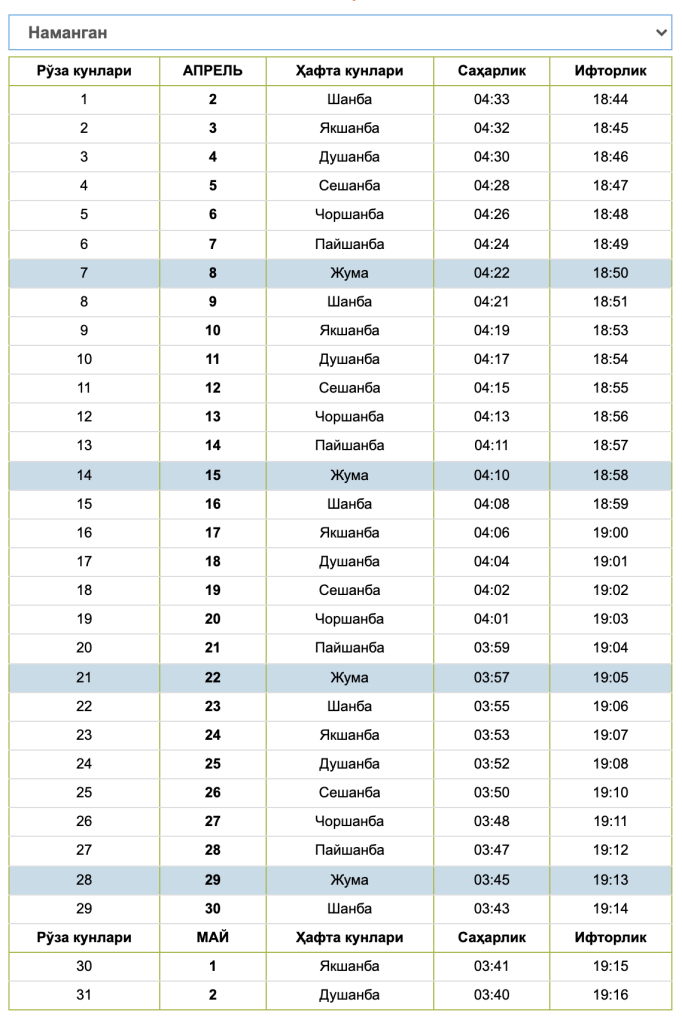 Наманган
Рўза кунлари АПРЕЛЬ Ҳафта кунлари Саҳарлик Ифторлик
1 2 Шанба 04:33 18:44
2 3 Якшанба 04:32 18:45
3 4 Душанба 04:30 18:46
4 5 Сешанба 04:28 18:47
5 6 Чоршанба 04:26 18:48
6 7 Пайшанба 04:24 18:49
7 8 Жума 04:22 18:50
8 9 Шанба 04:21 18:51
9 10 Якшанба 04:19 18:53
10 11 Душанба 04:17 18:54
11 12 Сешанба 04:15 18:55
12 13 Чоршанба 04:13 18:56
13 14 Пайшанба 04:11 18:57
14 15 Жума 04:10 18:58
15 16 Шанба 04:08 18:59
16 17 Якшанба 04:06 19:00
17 18 Душанба 04:04 19:01
18 19 Сешанба 04:02 19:02
19 20 Чоршанба 04:01 19:03
20 21 Пайшанба 03:59 19:04
21 22 Жума 03:57 19:05
22 23 Шанба 03:55 19:06
23 24 Якшанба 03:53 19:07
24 25 Душанба 03:52 19:08
25 26 Сешанба 03:50 19:10
26 27 Чоршанба 03:48 19:11
27 28 Пайшанба 03:47 19:12
28 29 Жума 03:45 19:13
29 30 Шанба 03:43 19:14
Рўза кунлари МАЙ Ҳафта кунлари Саҳарлик Ифторлик
30 1 Якшанба 03:41 19:15
31 2 Душанба 03:40 19:16